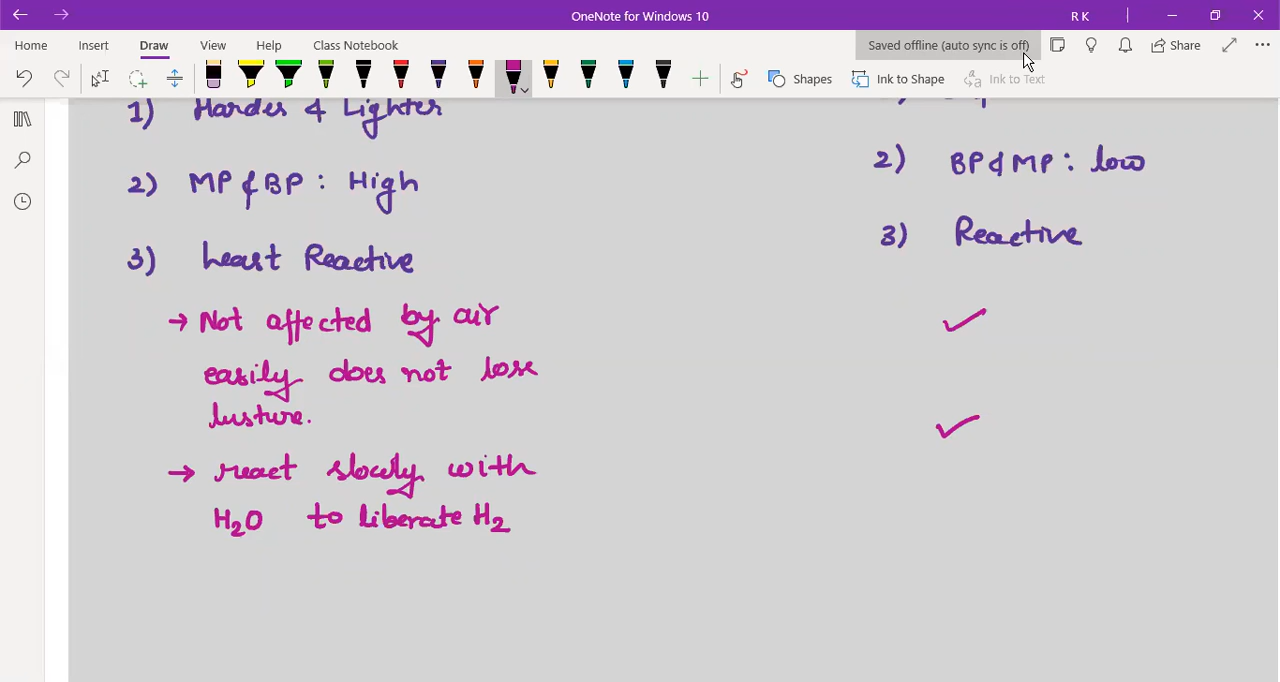 OneNote for Windows 10
R K
Home Insert Draw View Help Class Notebook
Saved offline (auto sync is off)
Share
Shapes
Ink to Shape
Ink to Text
1) Harder & Lighter
2) MP & BP : High
3) Least Reactive
→ Not affected by air
easily does not lose
lusture.
→ react slowly with
H2O to liberate H2
2) BP & MP : low
3) Reactive